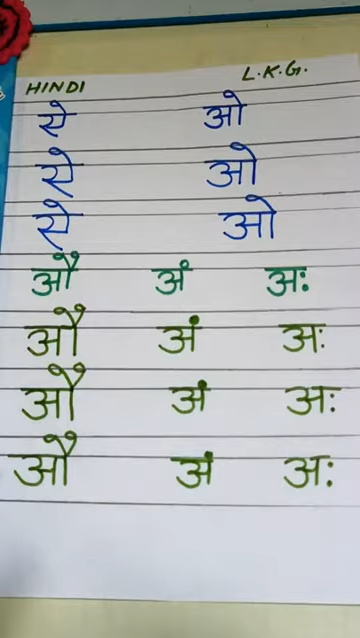 HINDI L.K.G.
ऐ ओ
ऐ ओ
ऐ ओ
औ अं अः
औ अं अः
औ अं अः
औ अं अः